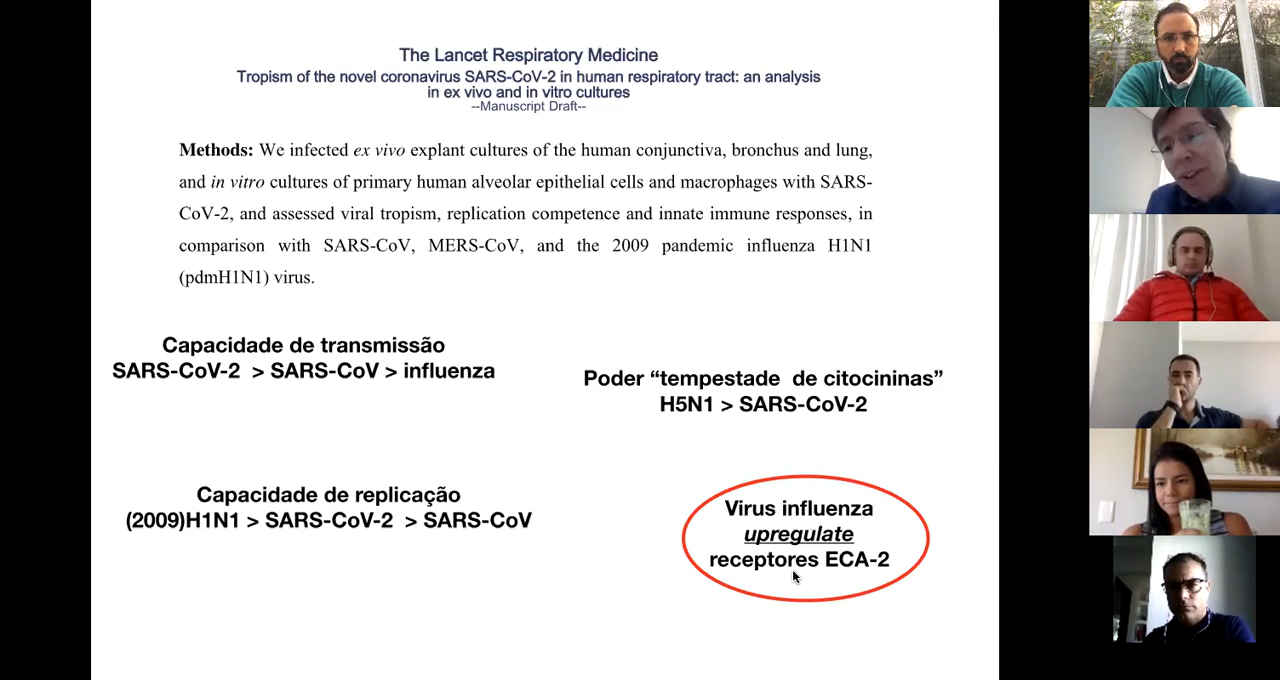 The Lancet Respiratory Medicine
Tropism of the novel coronavirus SARS-CoV-2 in human respiratory tract: an analysis
in ex vivo and in vitro cultures
--Manuscript Draft--
Methods: We infected ex vivo explant cultures of the human conjunctiva, bronchus and lung,
and in vitro cultures of primary human alveolar epithelial cells and macrophages with SARS-
CoV-2, and assessed viral tropism, replication competence and innate immune responses, in
comparison with SARS-CoV, MERS-CoV, and the 2009 pandemic influenza H1N1
(pdmH1N1) virus.
Capacidade de transmissão
SARS-CoV-2 > SARS-CoV > influenza
Poder “tempestade de citocininas”
H5N1 > SARS-CoV-2
Capacidade de replicação
(2009)H1N1 > SARS-CoV-2 > SARS-CoV
Virus influenza
upregulate
receptores ECA-2